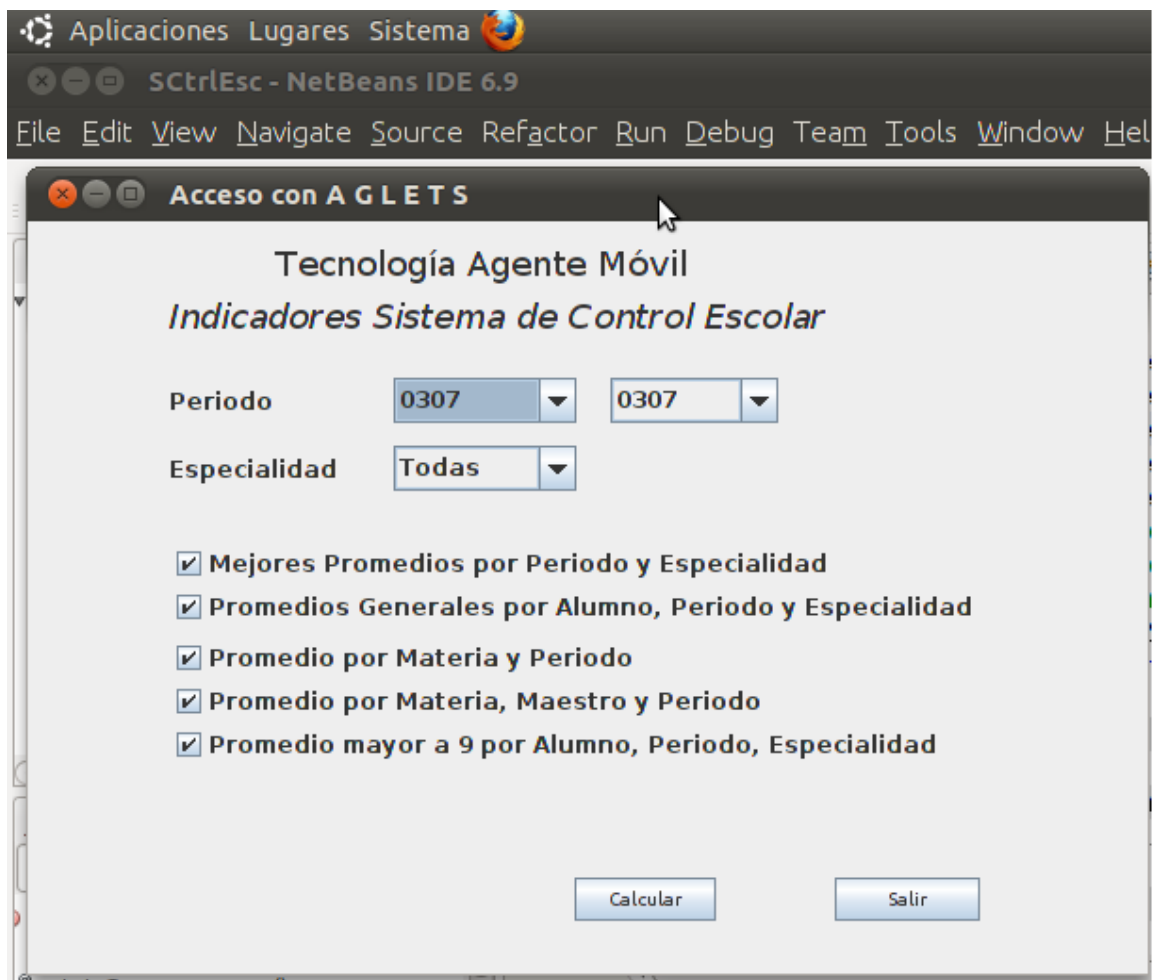 Aplicaciones Lugares Sistema
SCtrlEsc - NetBeans IDE 6.9
File Edit View Navigate Source Refactor Run Debug Team Tools Window Hel
Acceso con A G L E T S
Tecnología Agente Móvil
Indicadores Sistema de Control Escolar
Periodo 0307 0307
Especialidad Todas
Mejores Promedios por Periodo y Especialidad
Promedios Generales por Alumno, Periodo y Especialidad
Promedio por Materia y Periodo
Promedio por Materia, Maestro y Periodo
Promedio mayor a 9 por Alumno, Periodo, Especialidad
Calcular Salir